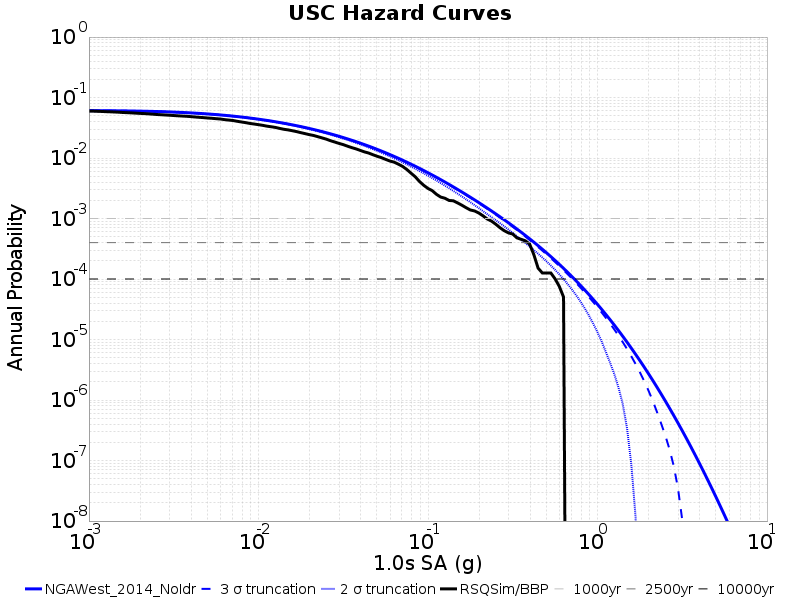 USC Hazard Curves
10^0
10^-1
10^-2
10^-3
10^-4
10^-5
10^-6
10^-7
10^-8
Annual Probability
10^-3 10^-2 10^-1 10^0 10^1
1.0s SA (g)
NGAWest_2014_NoIdr 3 σ truncation 2 σ truncation RSQSim/BBP 1000yr 2500yr 10000yr